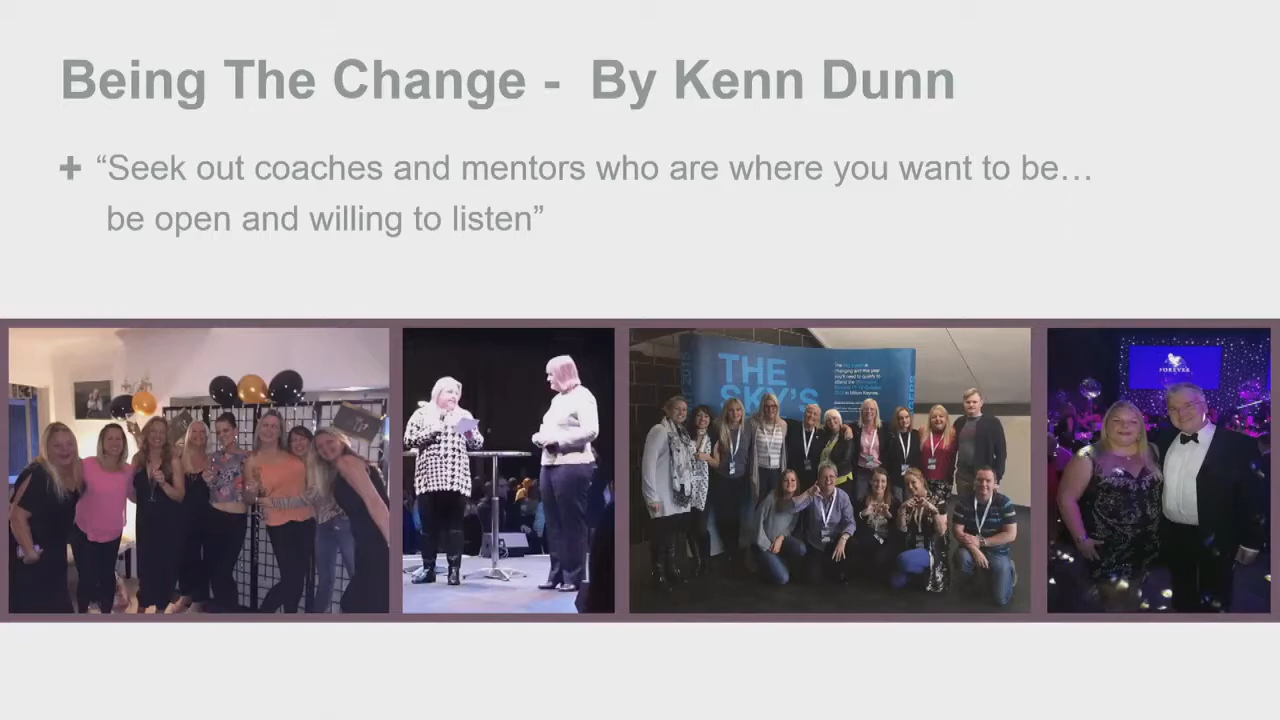 Being The Change -  By Kenn Dunn
+ “Seek out coaches and mentors who are where you want to be…
be open and willing to listen”
THE
SKY'S
FOREVER